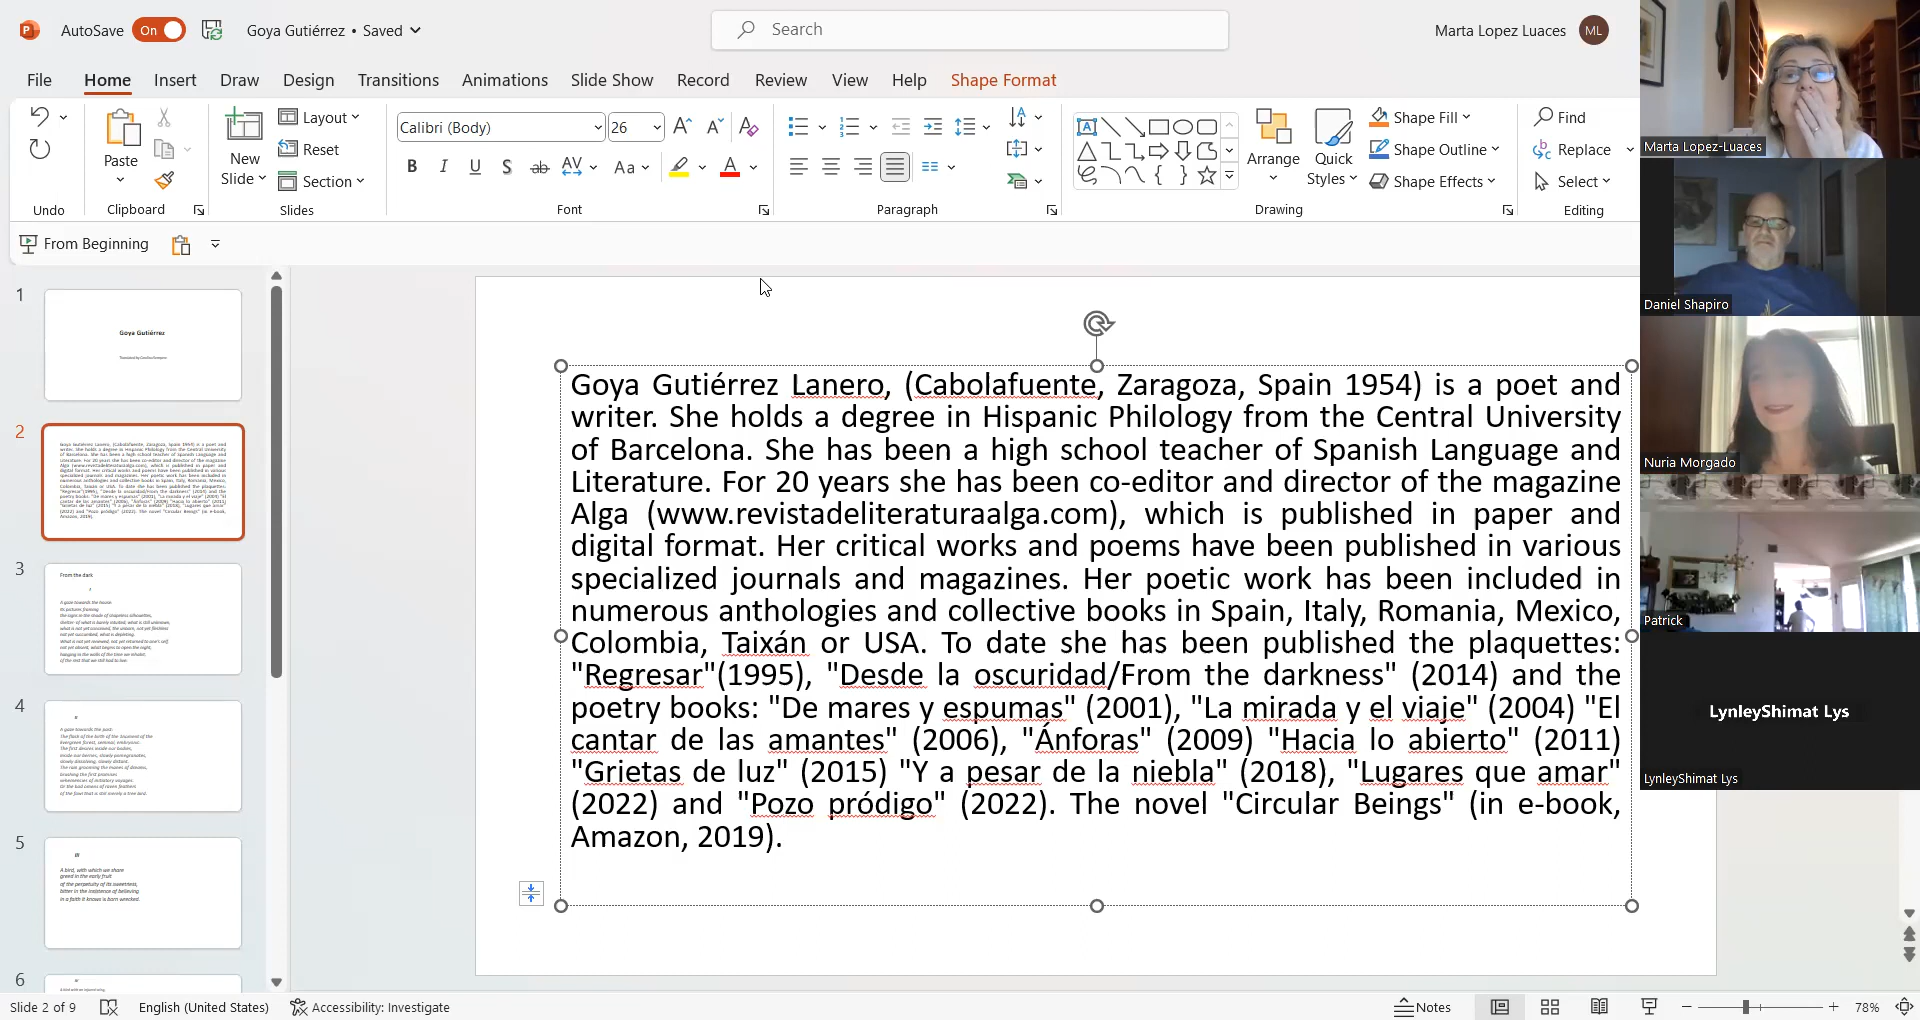 AutoSave On Goya Gutiérrez • Saved Search Marta Lopez Luaces ML
File Home Insert Draw Design Transitions Animations Slide Show Record Review View Help Shape Format
Paste
New Slide
Layout
Reset
Section
Calibri (Body) 26
Arrange
Quick Styles
Shape Fill
Shape Outline
Shape Effects
Find
Replace
Select
Undo Clipboard Slides Font Paragraph Drawing Editing
From Beginning
1
Goya Gutiérrez
2
3
From the dark
4
5
6
Goya Gutiérrez Lanero, (Cabolafuente, Zaragoza, Spain 1954) is a poet and
writer. She holds a degree in Hispanic Philology from the Central University
of Barcelona. She has been a high school teacher of Spanish Language and
Literature. For 20 years she has been co-editor and director of the magazine
Alga (www.revistadeliteraturaalga.com), which is published in paper and
digital format. Her critical works and poems have been published in various
specialized journals and magazines. Her poetic work has been included in
numerous anthologies and collective books in Spain, Italy, Romania, Mexico,
Colombia, Taixán or USA. To date she has been published the plaquettes:
"Regresar"(1995), "Desde la oscuridad/From the darkness" (2014) and the
poetry books: "De mares y espumas" (2001), "La mirada y el viaje" (2004) "El
cantar de las amantes" (2006), "Ánforas" (2009) "Hacia lo abierto" (2011)
"Grietas de luz" (2015) "Y a pesar de la niebla" (2018), "Lugares que amar"
(2022) and "Pozo pródigo" (2022). The novel "Circular Beings" (in e-book,
Amazon, 2019).
Marta Lopez-Luaces
Daniel Shapiro
Nuria Morgado
Patrick
LynleyShimat Lys
LynleyShimat Lys
Slide 2 of 9 English (United States) Accessibility: Investigate Notes 78%